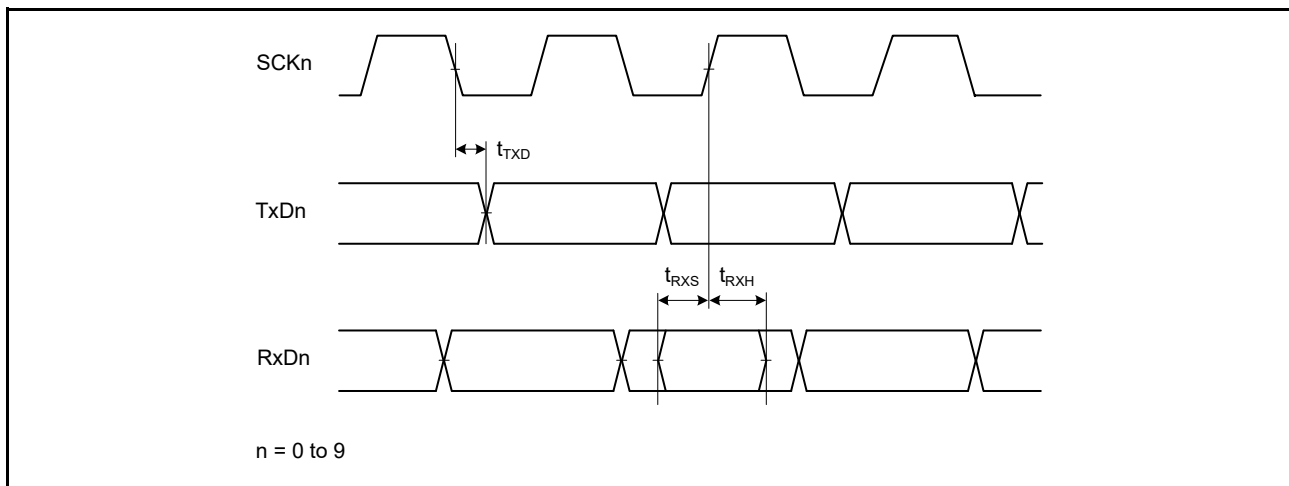 SCKn
tTXD
TxDn
tRXS tRXH
RxDn
n = 0 to 9